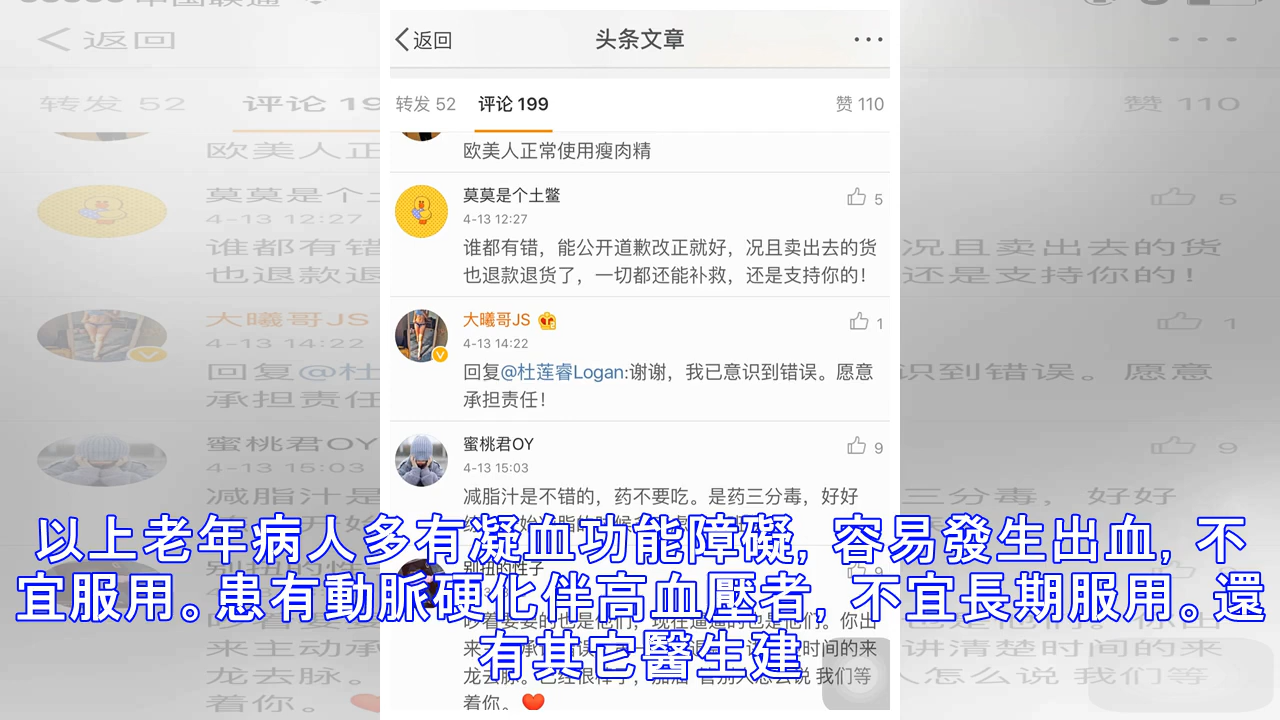 返回
头条文章
转发 52
评论 199
赞 110
欧美人正常使用瘦肉精
莫莫是个土鳖
5
4-13 12:27
谁都有错，能公开道歉改正就好，况且卖出去的货
也退款退货了，一切都还能补救，还是支持你的！
大曦哥JS
1
4-13 14:22
回复@杜莲睿Logan:谢谢，我已意识到错误。愿意
承担责任！
蜜桃君OY
9
4-13 15:03
减脂汁是不错的，药不要吃。是药三分毒，好好
别扭的性子
9
龙去脉。
我们等
着你。
以上老年病人多有凝血功能障礙，容易發生出血，不
宜服用。患有動脈硬化伴高血壓者，不宜長期服用。還
有其它醫生建